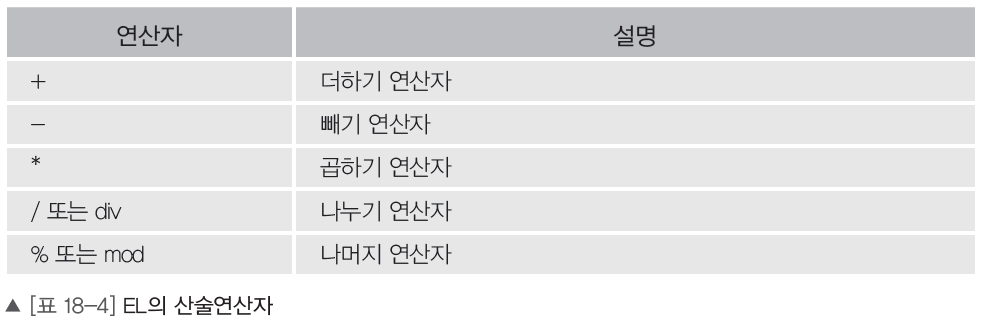 연산자 설명
+ 더하기 연산자
− 빼기 연산자
* 곱하기 연산자
/ 또는 div 나누기 연산자
% 또는 mod 나머지 연산자
▲ [표 18-4] EL의 산술연산자